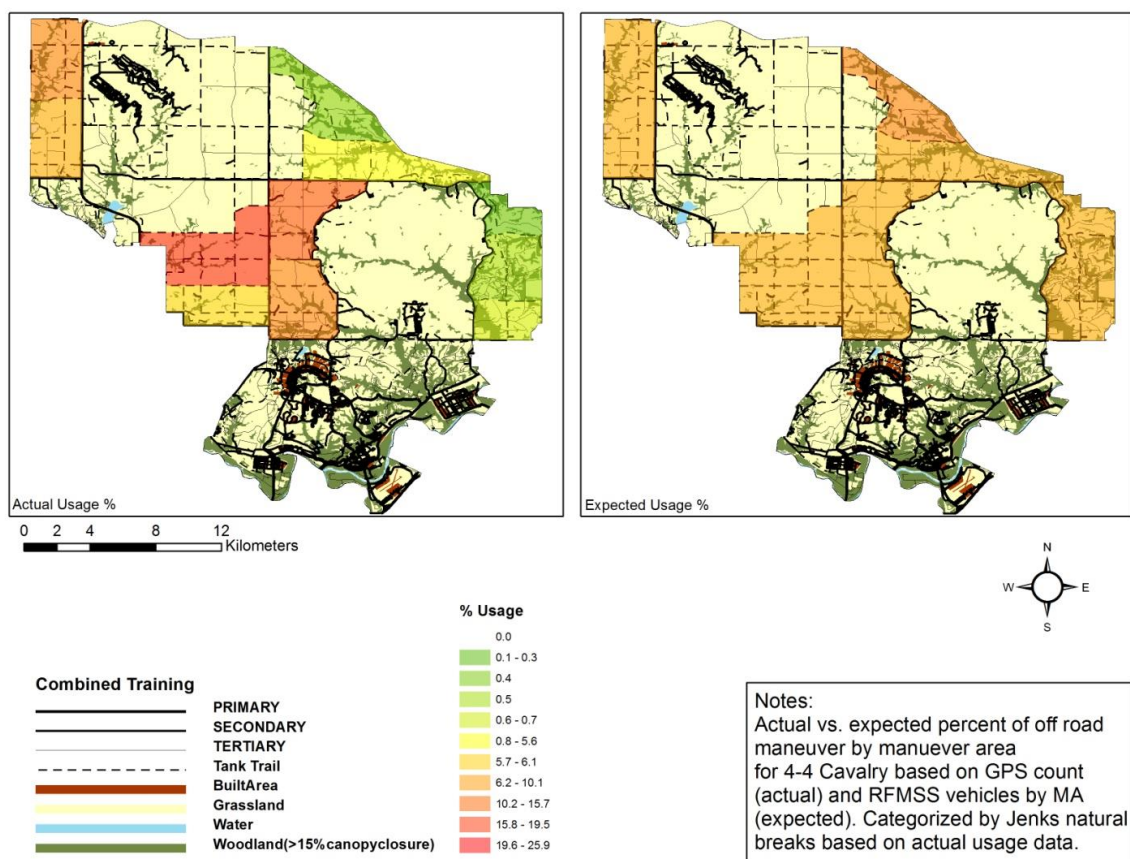 Actual Usage %
Expected Usage %
0 2 4 8 12
Kilometers
N
W E
S
% Usage
0.0
0.1 - 0.3
0.4
0.5
0.6 - 0.7
0.8 - 5.6
5.7 - 6.1
6.2 - 10.1
10.2 - 15.7
15.8 - 19.5
19.6 - 25.9
Combined Training
PRIMARY
SECONDARY
TERTIARY
Tank Trail
BuiltArea
Grassland
Water
Woodland(>15%canopyclosure)
Notes:
Actual vs. expected percent of off road
maneuver by manuever area
for 4-4 Cavalry based on GPS count
(actual) and RFMSS vehicles by MA
(expected). Categorized by Jenks natural
breaks based on actual usage data.